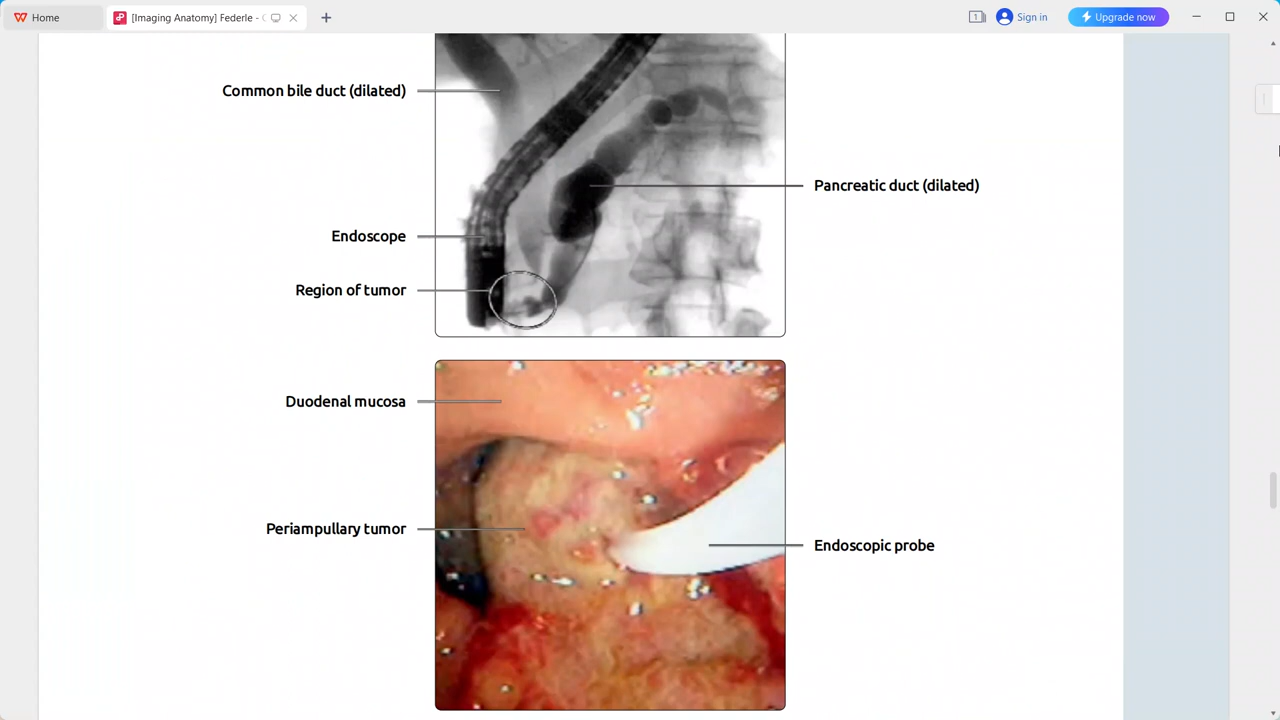 Home
[Imaging Anatomy] Federle - 
1
Sign in
Upgrade now
Common bile duct (dilated)
Pancreatic duct (dilated)
Endoscope
Region of tumor
Duodenal mucosa
Periampullary tumor
Endoscopic probe